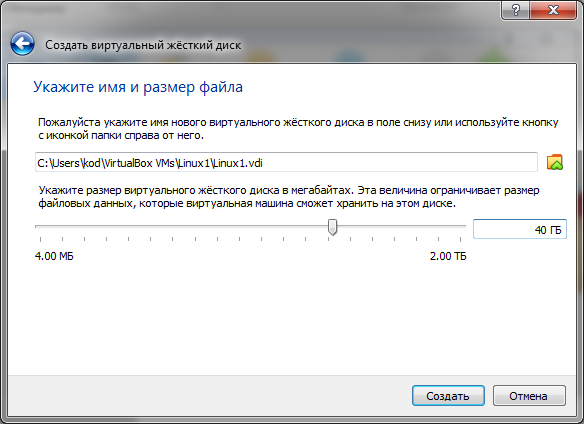 Создать виртуальный жёсткий диск
Укажите имя и размер файла
Пожалуйста укажите имя нового виртуального жёсткого диска в поле снизу или используйте кнопку
с иконкой папки справа от него.
C:\Users\kod\VirtualBox VMs\Linux1\Linux1.vdi
Укажите размер виртуального жёсткого диска в мегабайтах. Эта величина ограничивает размер
файловых данных, которые виртуальная машина сможет хранить на этом диске.
40 ГБ
4.00 МБ 2.00 ТБ
Создать Отмена